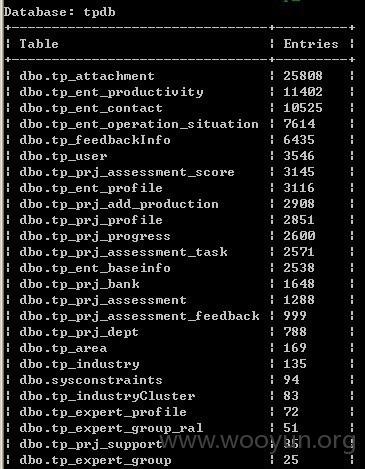 Database: tpdb
Table | Entries
dbo.tp_attachment | 25808
dbo.tp_ent_productivity | 11402
dbo.tp_ent_contact | 10525
dbo.tp_ent_operation_situation | 7614
dbo.tp_feedbackInfo | 6435
dbo.tp_user | 3546
dbo.tp_prj_assessment_score | 3145
dbo.tp_ent_profile | 3116
dbo.tp_prj_add_production | 2908
dbo.tp_prj_profile | 2851
dbo.tp_prj_progress | 2600
dbo.tp_prj_assessment_task | 2571
dbo.tp_ent_baseinfo | 2538
dbo.tp_prj_bank | 1648
dbo.tp_prj_assessment | 1288
dbo.tp_prj_assessment_feedback | 999
dbo.tp_prj_dept | 788
dbo.tp_area | 169
dbo.tp_industry | 135
dbo.sysconstraints | 94
dbo.tp_industryCluster | 83
dbo.tp_expert_profile | 72
dbo.tp_expert_group_ral | 51
dbo.tp_prj_support | 35
dbo.tp_expert_group | 25
www.wooyun.org